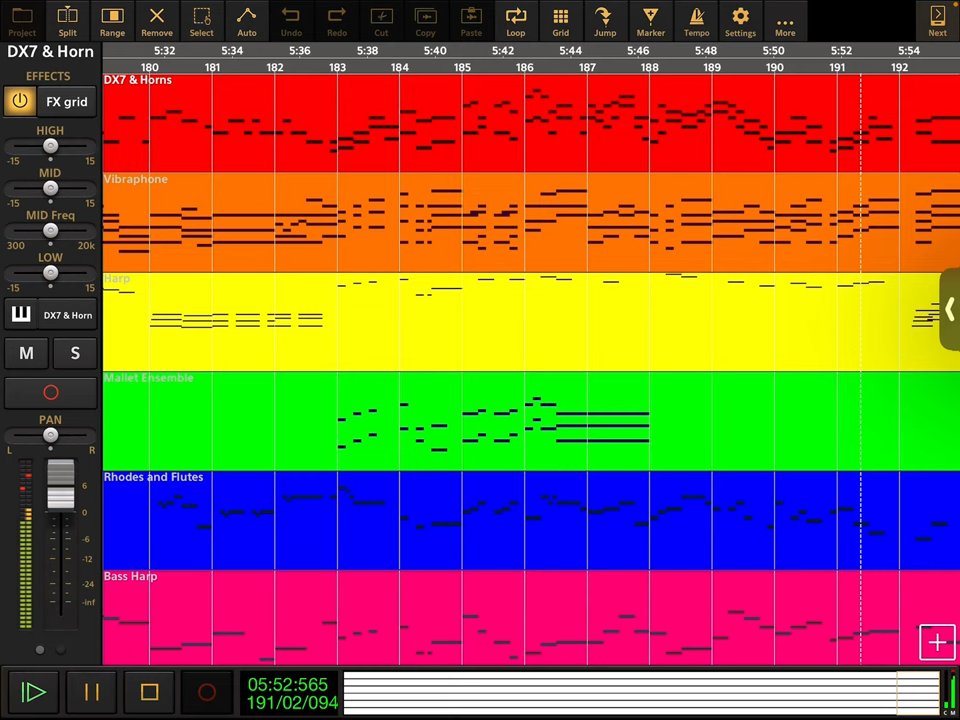 Project Split Range Remove Select Auto Undo Redo Cut Copy Paste Loop Grid Jump Marker Tempo Settings More Next
DX7 & Horn
5:32 5:34 5:36 5:38 5:40 5:42 5:44 5:46 5:48 5:50 5:52 5:54
180 181 182 183 184 185 186 187 188 189 190 191 192
EFFECTS
FX grid
HIGH
-15 15
MID
-15 15
MID Freq
300 20k
LOW
-15 15
DX7 & Horn
M S
PAN
L R
6
0
-6
-12
-24
-inf
DX7 & Horns
Vibraphone
Harp
Mallet Ensemble
Rhodes and Flutes
Bass Harp
05:52:565
191/02/094
C M